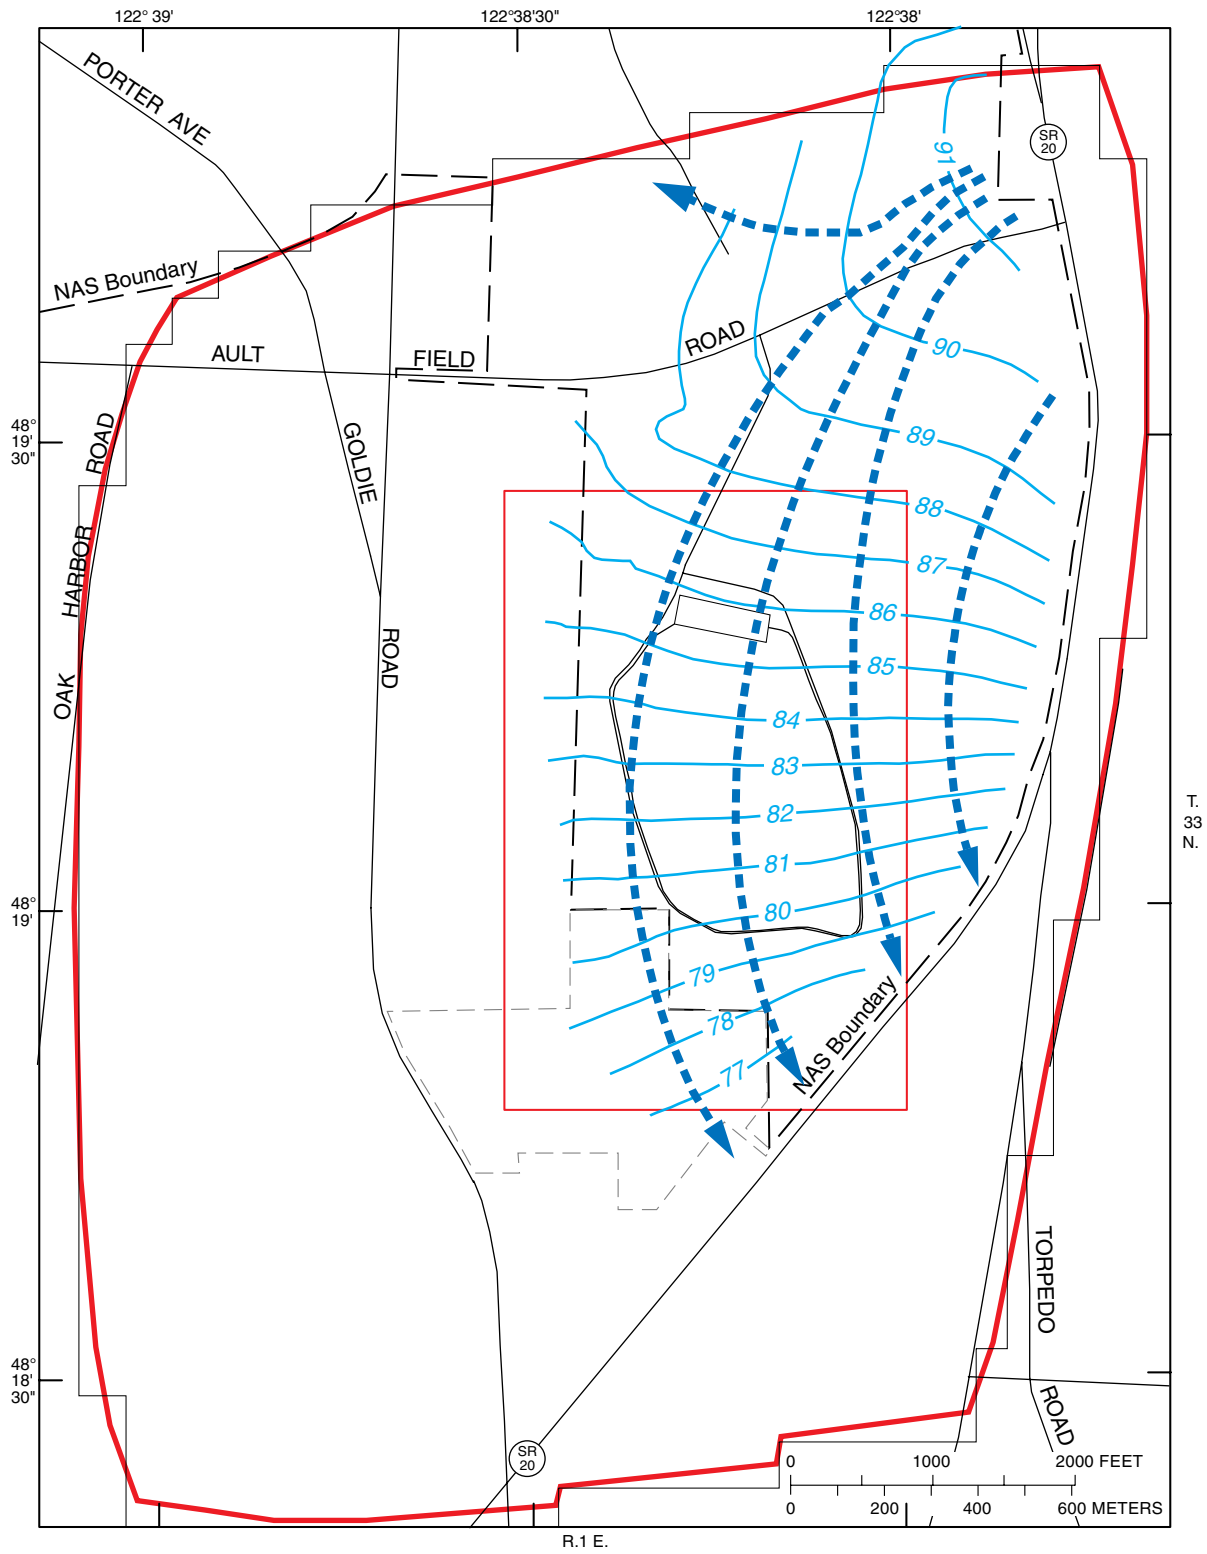 122° 39'
122°38'30"
122°38'
PORTER AVE
SR
20
91
NAS Boundary
AULT
FIELD
ROAD
90
48°
19'
30"
ROAD
GOLDIE
89
88
HARBOR
87
86
ROAD
85
OAK
84
83
82
T.
33
N.
81
80
48°
19'
79
78
NAS Boundary
77
TORPEDO
48°
18'
30"
ROAD
SR
20
0 1000 2000 FEET
0 200 400 600 METERS
R.1 E.